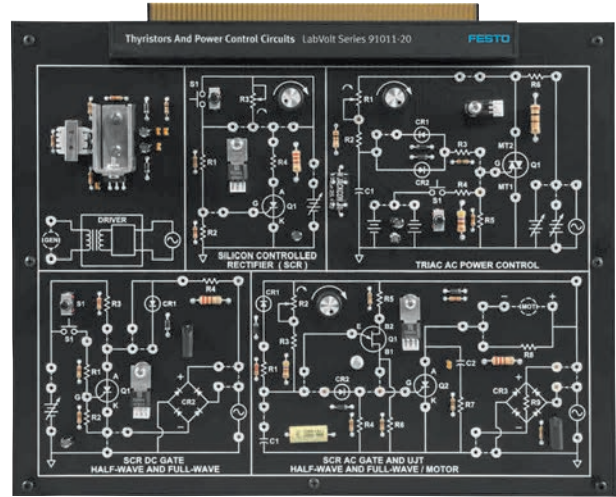 Thyristors And Power Control Circuits LabVolt Series 91011-20 FESTO
DRIVER
GEN
S1
R3
R1
R4
A
G
Q1
K
R2
SILICON CONTROLLED
RECTIFIER ( SCR )
R1
R2
CR1
CR2
C1
R3
R4
S1
R5
G
MT2
Q1
MT1
R6
TRIAC AC POWER CONTROL
S1
S1
R3
CR1
R4
R1
A
G
Q1
K
R2
+
CR2
-
SCR DC GATE
HALF-WAVE AND FULL-WAVE
CR1
R2
R3
R1
C1
R5
E
B2
Q1
B1
CR2
R4
R6
A
G
Q2
K
C2
R7
- MOT +
R8
+
CR3
R9
-
SCR AC GATE AND UJT
HALF-WAVE AND FULL-WAVE / MOTOR